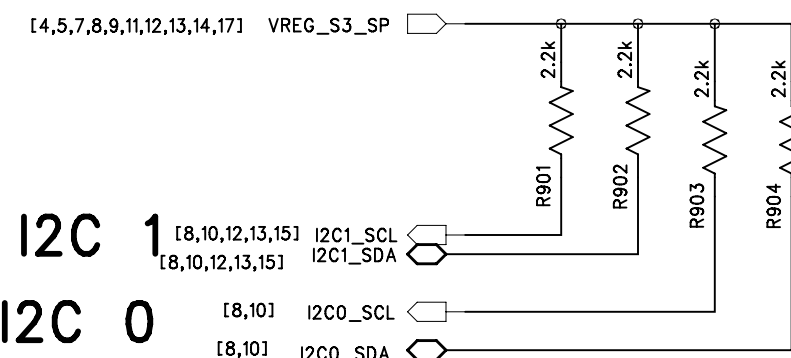 [4,5,7,8,9,11,12,13,14,17] VREG_S3_SP
2.2k 2.2k 2.2k 2.2k
R901 R902 R903 R904
I2C 1 [8,10,12,13,15] I2C1_SCL
[8,10,12,13,15] I2C1_SDA
I2C 0 [8,10] I2C0_SCL
[8,10] I2C0_SDA